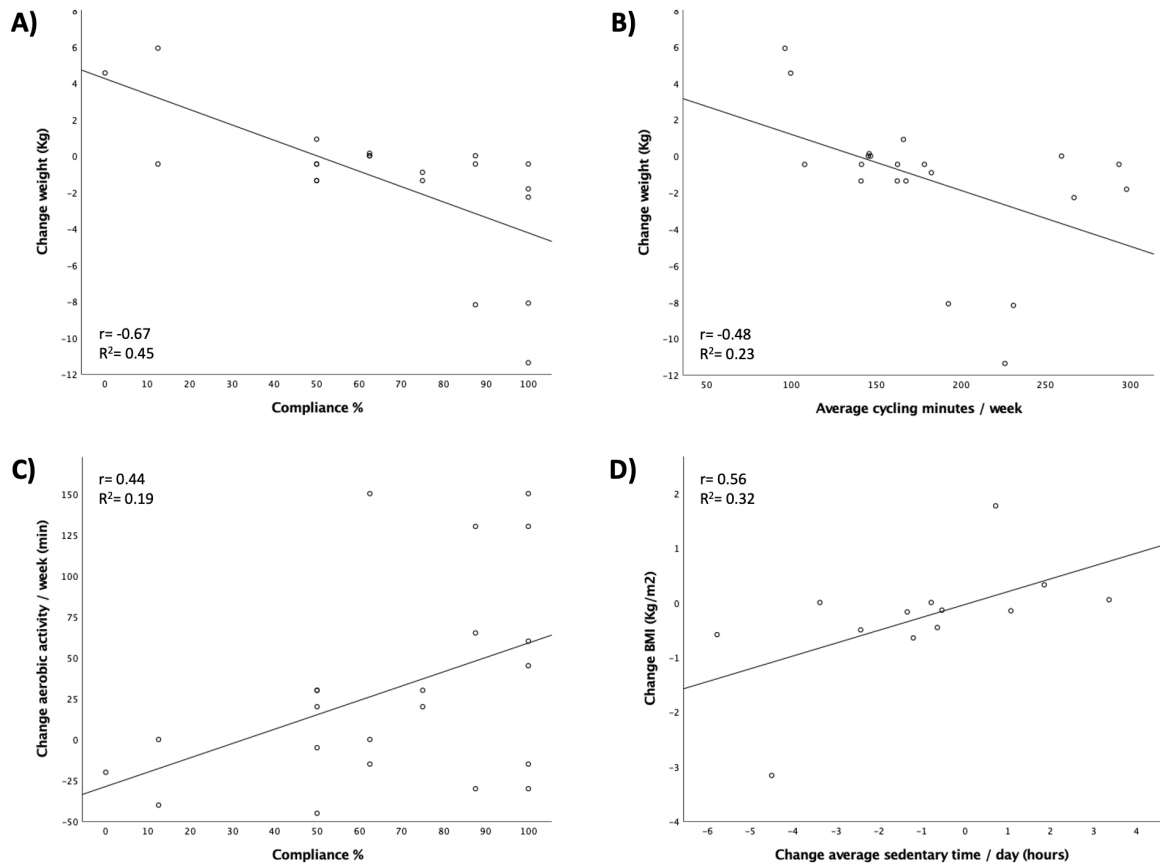 A)
8
6
4
2
0
−2
−4
−6
−8
−10
−12
Change weight (Kg)
r= -0.67
R²= 0.45
0 10 20 30 40 50 60 70 80 90 100
Compliance %
B)
8
6
4
2
0
−2
−4
−6
−8
−10
−12
Change weight (Kg)
r= -0.48
R²= 0.23
50 100 150 200 250 300
Average cycling minutes / week
C)
r= 0.44
R²= 0.19
150
125
100
75
50
25
0
−25
−50
Change aerobic activity / week (min)
0 10 20 30 40 50 60 70 80 90 100
Compliance %
D)
r= 0.56
R²= 0.32
2
1
0
−1
−2
−3
−4
Change BMI (Kg/m2)
−6 −5 −4 −3 −2 −1 0 1 2 3 4
Change average sedentary time / day (hours)